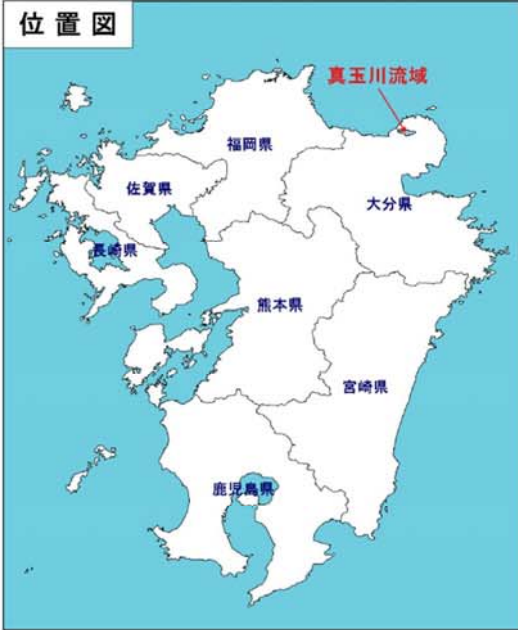 位置図
真玉川流域
福岡県
佐賀県
大分県
長崎県
熊本県
宮崎県
鹿児島県